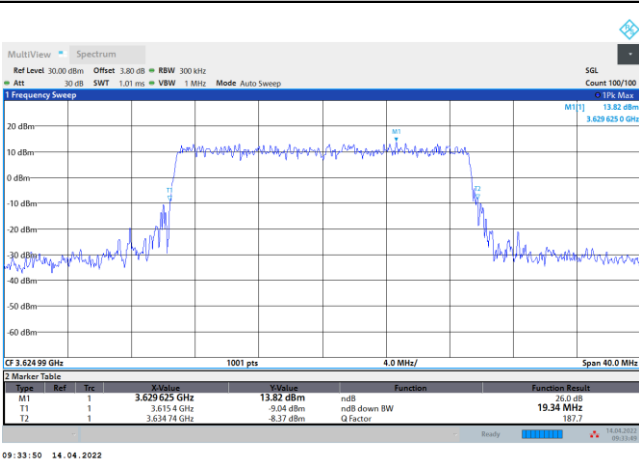 MultiView Spectrum
Ref Level 30.00 dBm Offset 3.80 dB RBW 300 kHz SGL
Att 30 dB SWT 1.01 ms VBW 1 MHz Mode Auto Sweep Count 100/100
1 Frequency Sweep 1Pk Max
M1[1] 13.82 dBm
3.629 625 0 GHz
20 dBm
M1
10 dBm
0 dBm
T1 T2
-10 dBm
-20 dBm
-30 dBm
-40 dBm
-50 dBm
-60 dBm
CF 3.624 99 GHz 1001 pts 4.0 MHz/ Span 40.0 MHz
2 Marker Table
Type Ref Trc X-Value Y-Value Function Function Result
M1 1 3.629 625 GHz 13.82 dBm ndB 26.0 dB
T1 1 3.615 4 GHz -9.04 dBm ndB down BW 19.34 MHz
T2 1 3.634 74 GHz -8.37 dBm Q Factor 187.7
Ready 14.04.2022
09:33:49
09:33:50 14.04.2022